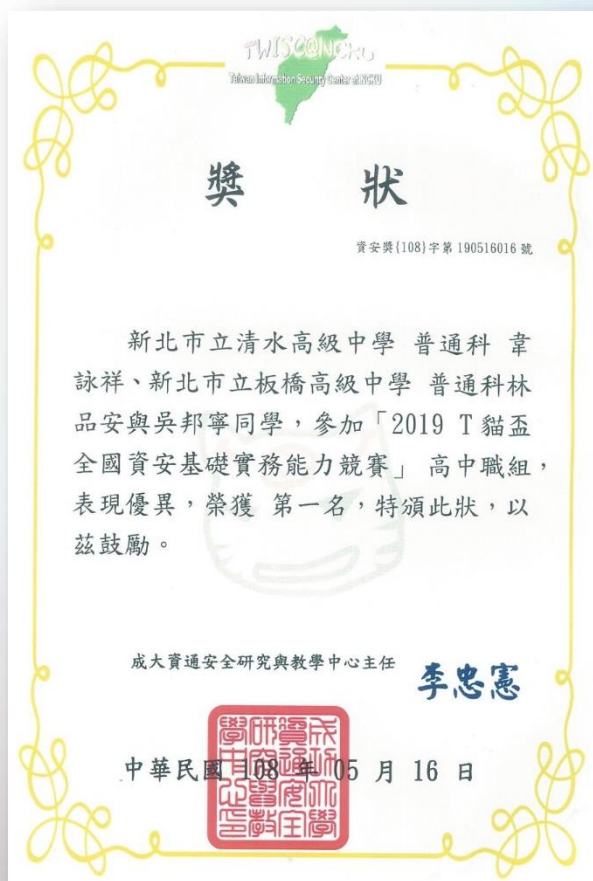 TWISC@NCKU
Taiwan Information Security Center at NCKU
獎 狀
資安獎(108)字第 190516016 號
新北市立清水高級中學 普通科 韋
詠祥、新北市立板橋高級中學 普通科林
品安與吳邦寧同學,參加「2019 T 貓盃
全國資安基礎實務能力競賽」 高中職組,
表現優異,榮獲 第一名,特頒此狀,以
茲鼓勵。
成大資通安全研究與教學中心主任 李忠憲
中華民國 108 年 05 月 16 日